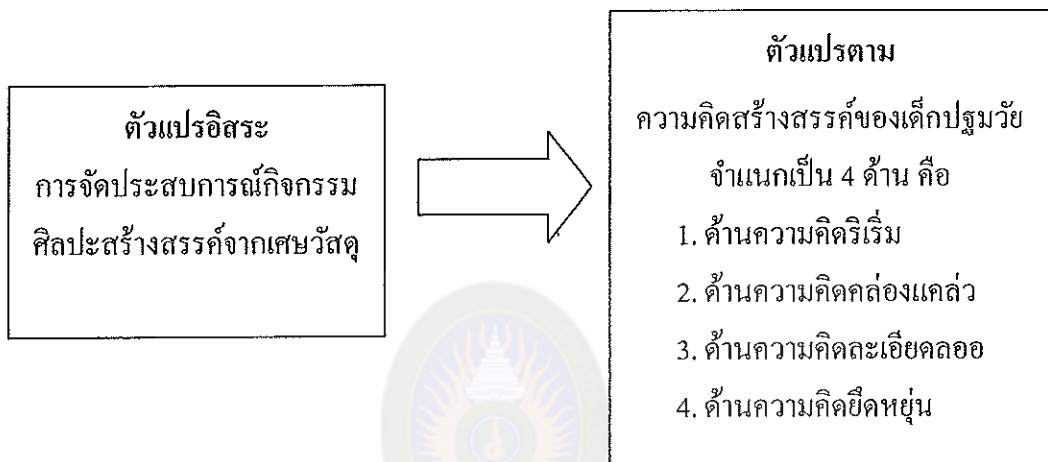 ตัวแปรอิสระ
การจัดประสบการณ์กิจกรรม
ศิลปะสร้างสรรค์จากเศษวัสดุ
ตัวแปรตาม
ความคิดสร้างสรรค์ของเด็กปฐมวัย
จำแนกเป็น 4 ด้าน คือ
1. ด้านความคิดริเริ่ม
2. ด้านความคิดคล่องแคล่ว
3. ด้านความคิดละเอียดลออ
4. ด้านความคิดยืดหยุ่น